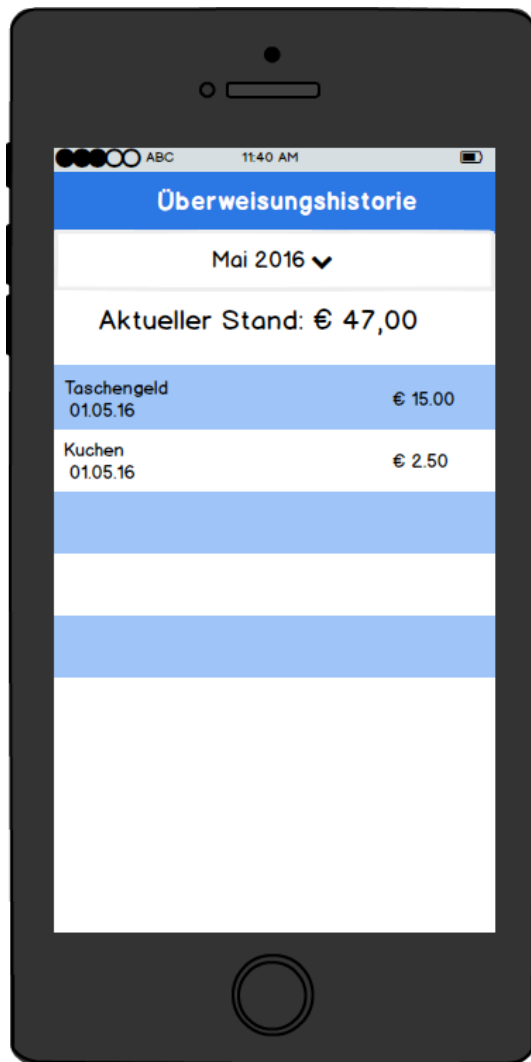 ABC 11:40 AM
Überweisungshistorie
Mai 2016
Aktueller Stand: € 47,00
Taschengeld
01.05.16 € 15.00
Kuchen
01.05.16 € 2.50